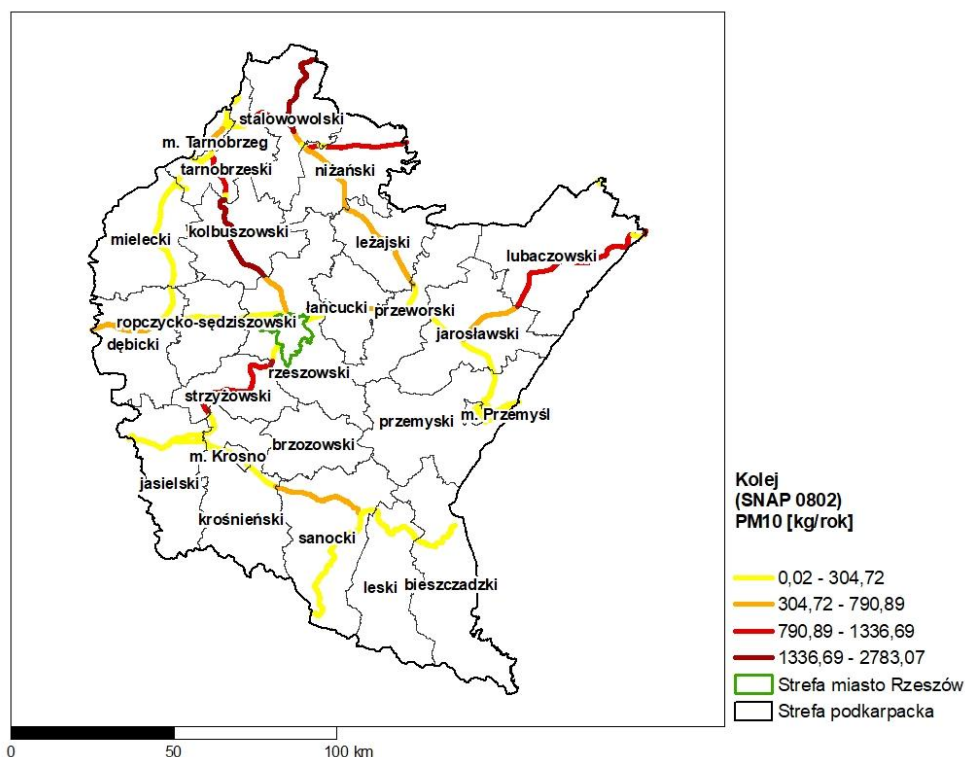 stalowowolski
m. Tarnobrzeg
tarnobrzeski
niżański
mielecki
kolbuszowski
leżajski
lubaczowski
ropczycko-sędziszowski
łańcucki
przeworski
dębicki
jarosławski
rzeszowski
strzyżowski
przemyski
m. Przemyśl
brzozowski
m. Krosno
jasielski
krośnieński
sanocki
leski
bieszczadzki
Kolej
(SNAP 0802)
PM10 [kg/rok]
0,02 - 304,72
304,72 - 790,89
790,89 - 1336,69
1336,69 - 2783,07
Strefa miasto Rzeszów
Strefa podkarpacka
0 50 100 km